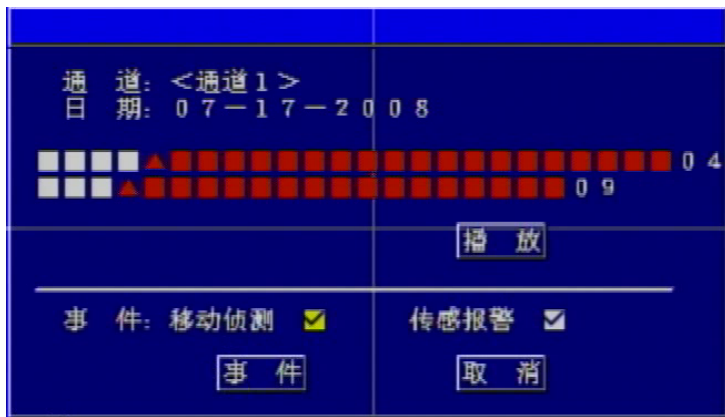 通 道: <通道1>
日 期: 07-17-2008
04
09
播 放
事 件: 移动侦测 传感报警
事 件 取 消